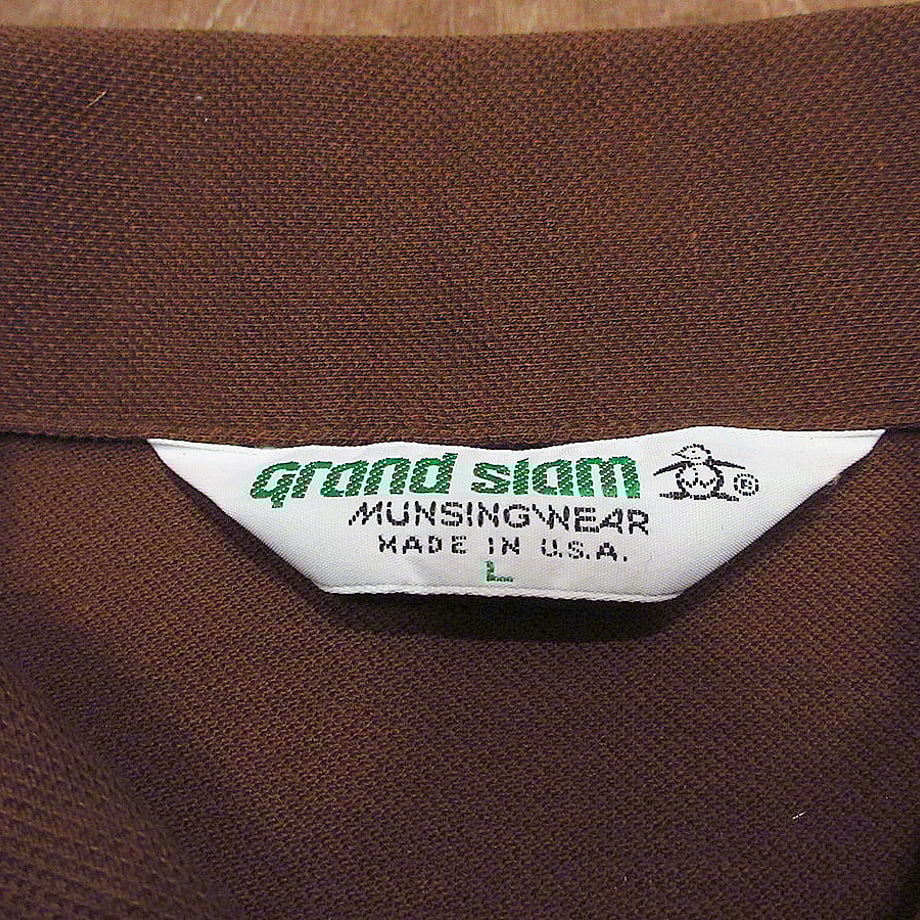 grand slam ®
MUNSINGWEAR
MADE IN U.S.A.
L